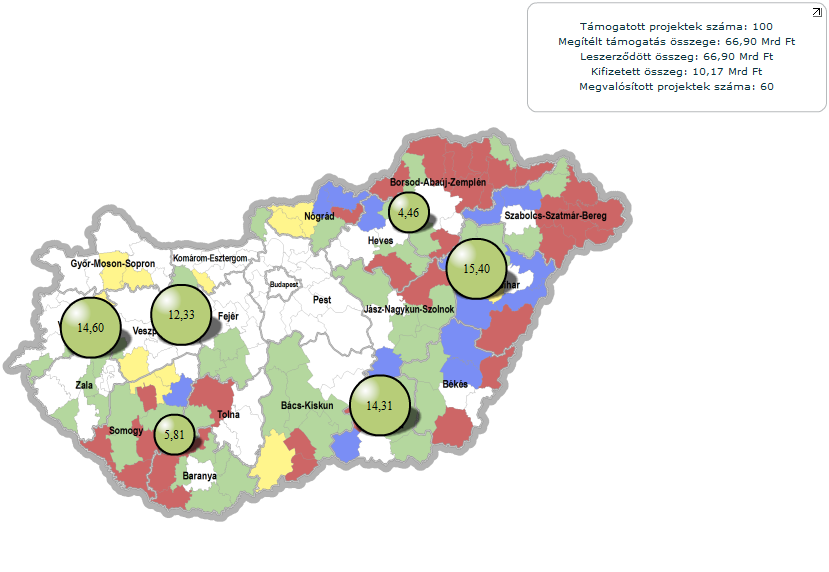 Támogatott projektek száma: 100
Megítélt támogatás összege: 66,90 Mrd Ft
Leszerződött összeg: 66,90 Mrd Ft
Kifizetett összeg: 10,17 Mrd Ft
Megvalósított projektek száma: 60
Borsod-Abaúj-Zemplén
4,46
Nógrád
Szabolcs-Szatmár-Bereg
Heves
Győr-Moson-Sopron
Komárom-Esztergom
15,40
Budapest
Pest
Jász-Nagykun-Szolnok
12,33
Fejér
14,60
Zala
Békés
Bács-Kiskun
14,31
Tolna
Somogy
5,81
Baranya